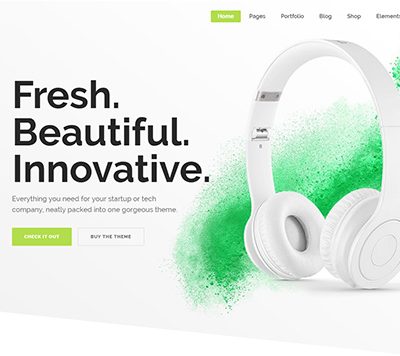 Home Pages Portfolio Blog Shop Elements
Fresh.
Beautiful.
Innovative.
Everything you need for your startup or tech
company, neatly packed into one gorgeous theme.
CHECK IT OUT BUY THE THEME